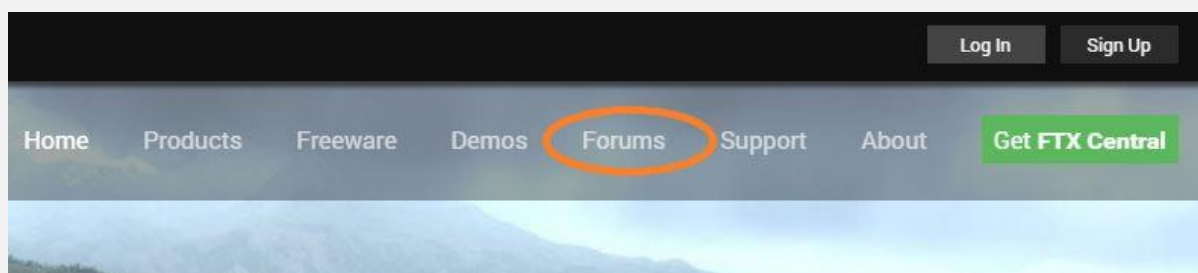 Log In Sign Up
Home Products Freeware Demos Forums Support About Get FTX Central